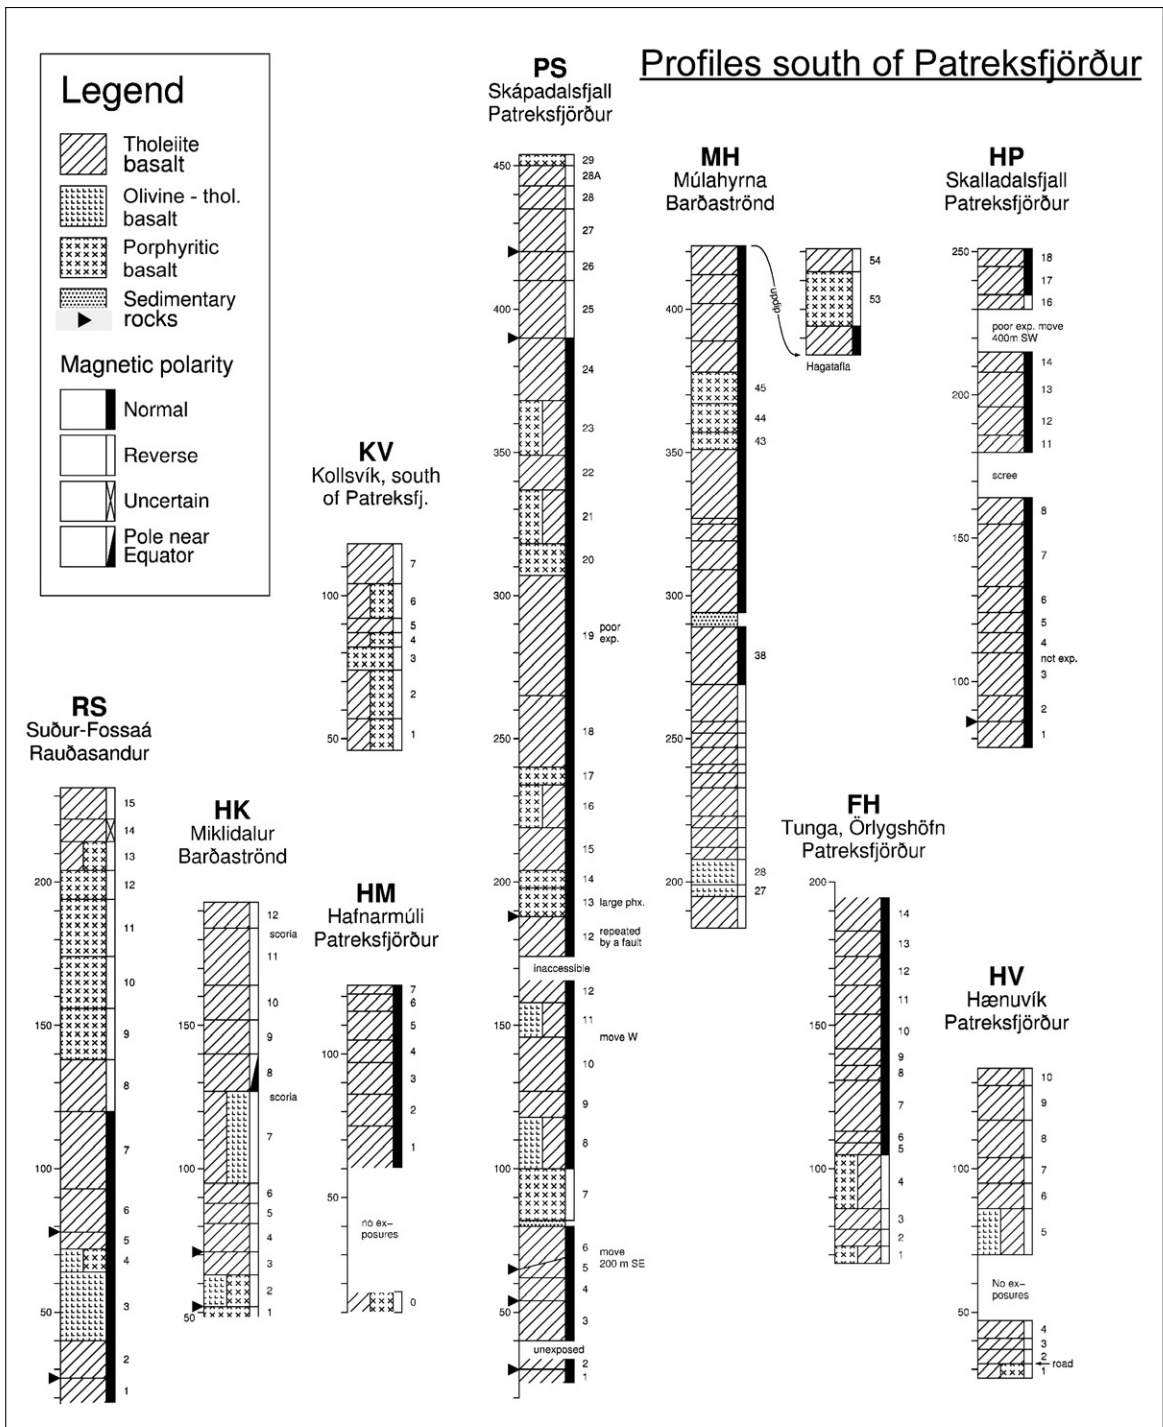 Profiles south of Patreksfjörður
Legend
Tholeiite
basalt
Olivine - thol.
basalt
Porphyritic
basalt
Sedimentary
rocks
Magnetic polarity
Normal
Reverse
Uncertain
Pole near
Equator
PS
Skápadalsfjall
Patreksfjörður
450
400
350
300
250
200
150
100
50
29
28A
28
27
26
25
24
23
22
21
20
19 poor
exp.
18
17
16
15
14
13 large phx.
12 repeated
by a fault
inaccessible
12
11
move W
10
9
8
7
6 move
5 200 m SE
4
3
unexposed
2
1
MH
Múlahyrna
Barðaströnd
400
350
300
250
200
uppi
45
44
43
38
28
27
54
53
Hagatafla
HP
Skalladalsfjall
Patreksfjörður
250
200
150
100
18
17
16
poor exp. move
400m SW
14
13
12
11
scree
8
7
6
5
4
not exp.
3
2
1
KV
Kollsvík, south
of Patreksfj.
100
50
7
6
5
4
3
2
1
RS
Suður-Fossaá
Rauðasandur
200
150
100
50
15
14
13
12
11
10
9
8
7
6
5
4
3
2
1
HK
Miklidalur
Barðaströnd
150
100
50
12
scoria
11
10
9
8
scoria
7
6
5
4
3
2
1
HM
Hafnarmúli
Patreksfjörður
100
50
7
6
5
4
3
2
1
no ex–
posures
0
FH
Tunga, Örlygshöfn
Patreksfjörður
200
150
100
14
13
12
11
10
9
8
7
6
5
4
3
2
1
HV
Hænuvík
Patreksfjörður
150
100
50
10
9
8
7
6
5
No ex–
posures
4
3
2
road
1